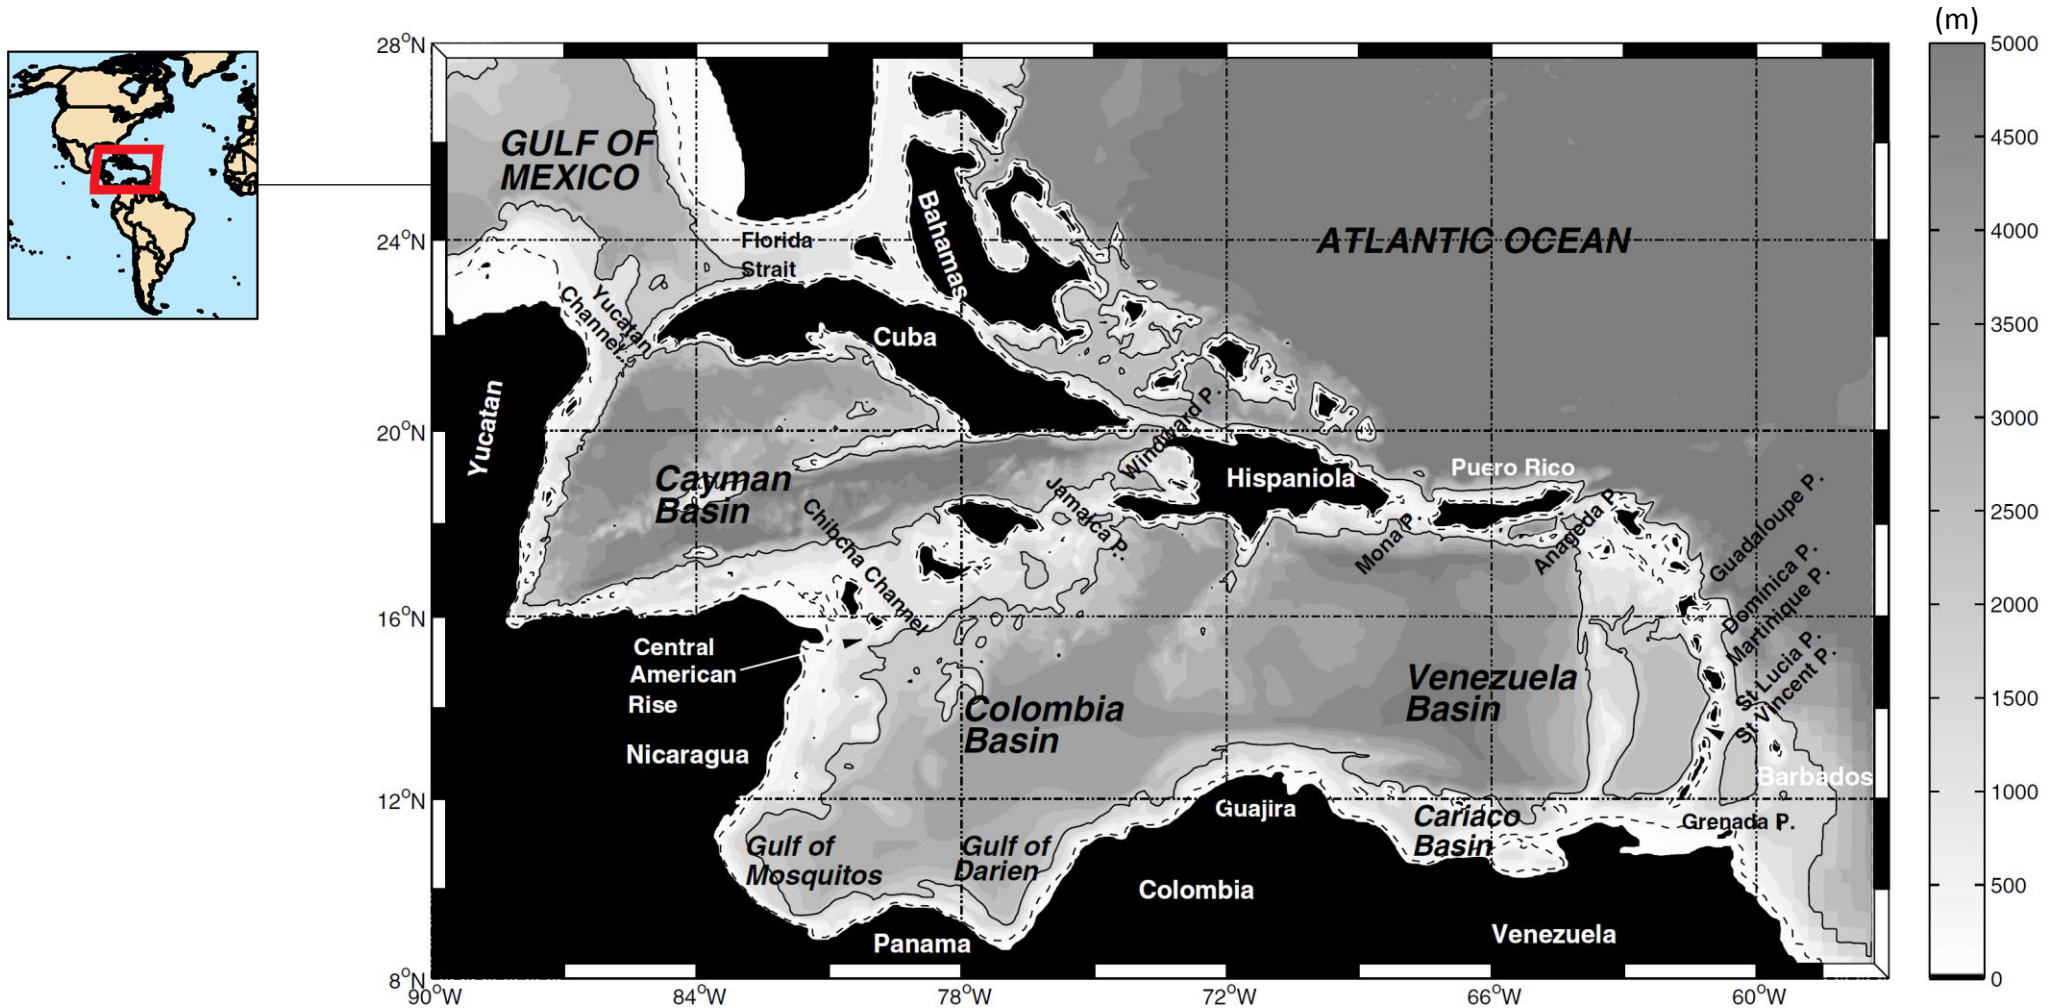 (m)
28°N
24°N
20°N
16°N
12°N
8°N
90°W
84°W
78°W
72°W
66°W
60°W
5000
4500
4000
3500
3000
2500
2000
1500
1000
500
0
GULF OF
MEXICO
Florida
Strait
Bahamas
ATLANTIC OCEAN
Yucatan
Channel
Cuba
Yucatan
Windward P.
Cayman
Basin
Hispaniola
Puero Rico
Jamaica P.
Chibcha Channel
Mona P.
Anageda P.
Guadaloupe P.
Dominica P.
Martinique P.
St Lucia P.
St Vincent P.
Central
American
Rise
Nicaragua
Colombia
Basin
Venezuela
Basin
Barbados
Guajira
Cariaco
Basin
Grenada P.
Gulf of
Mosquitos
Gulf of
Darien
Colombia
Panama
Venezuela